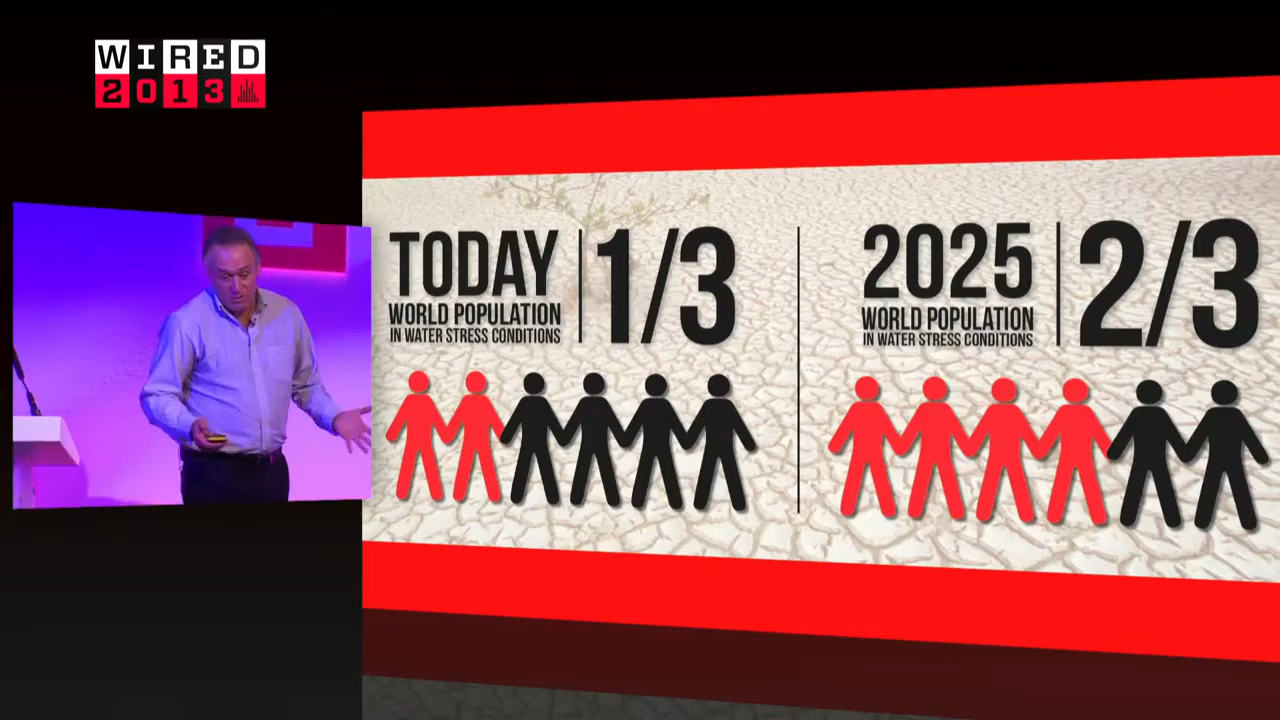 WIRED
2013
TODAY
WORLD POPULATION
IN WATER STRESS CONDITIONS
1/3
2025
WORLD POPULATION
IN WATER STRESS CONDITIONS
2/3